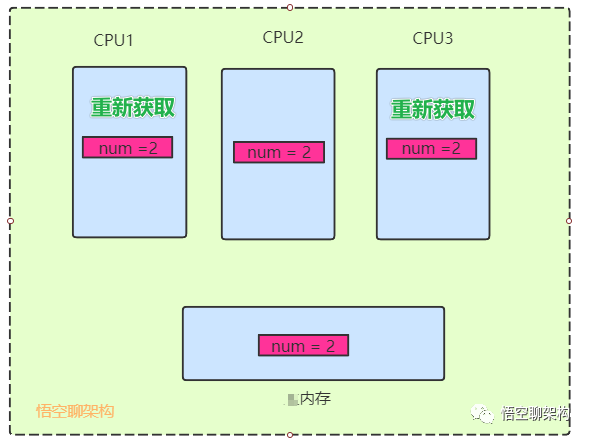 CPU1
CPU2
CPU3
重新获取
重新获取
num =2
num = 2
num =2
num = 2
内存
悟空聊架构
悟空聊架构